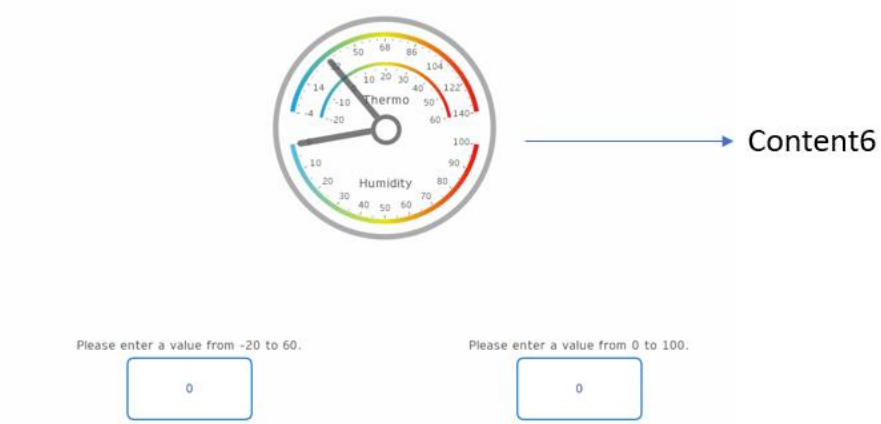 50 68 86
104
14 122
-4 140
10 20 30
40
-10 50
-20 60
Thermo
100
10 90
20 80
30 70
40 50 60
Humidity
Content6
Please enter a value from -20 to 60.
Please enter a value from 0 to 100.
0
0